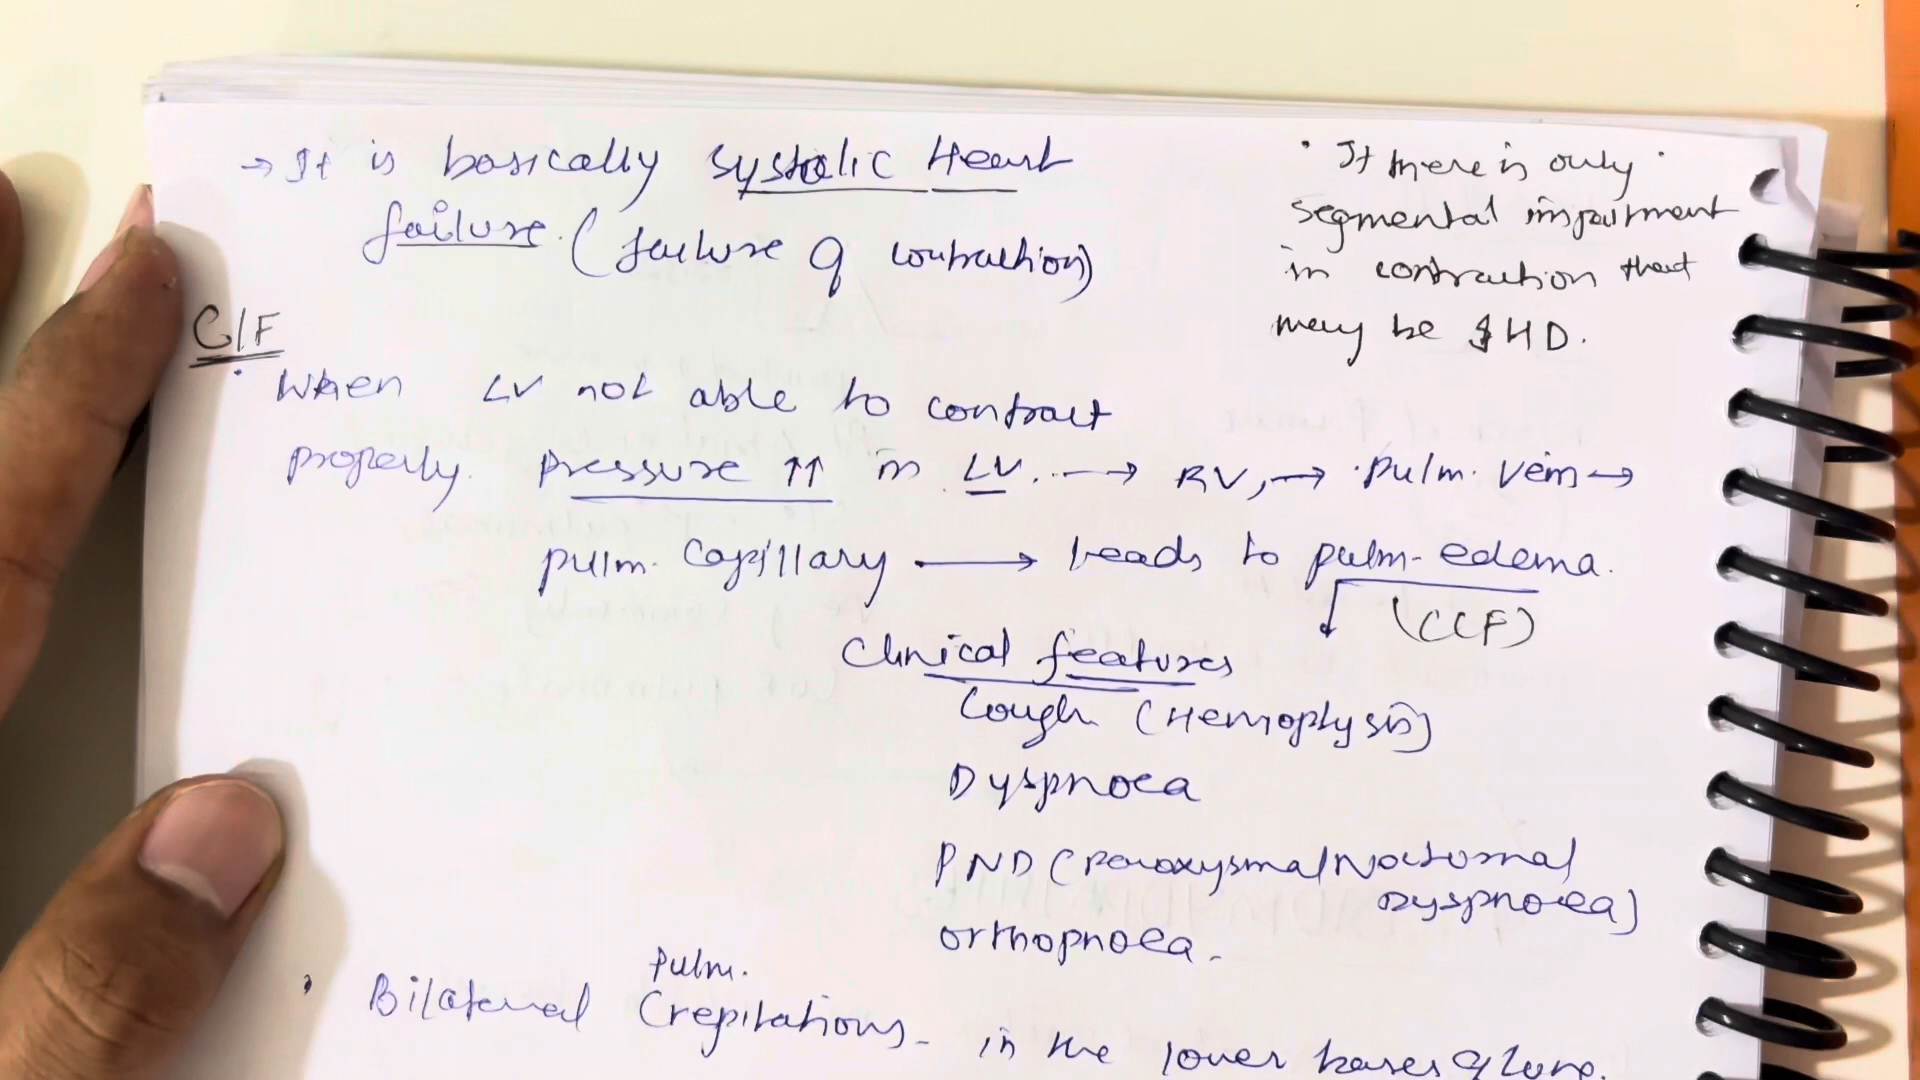 → It is basically systolic Heart
failure. (failure of contraction)
• If there is only
segmental impairment
in contraction that
may be IHD.
C/F
• When LV not able to contract
properly. pressure ↑↑ in LV. → RV, → pulm. vein →
pulm. capillary → leads to pulm. edema.
(CCF)
Clinical features
Cough (Hemoplysis)
Dyspnoea
PND (Paroxysmal Nocturnal
Dyspnoea)
orthopnoea.
pulm.
• Bilateral Crepitations - in the lower bases of lung.